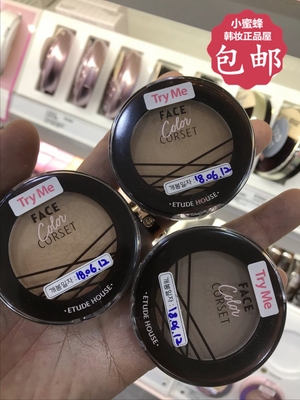 小蜜蜂
韩妆正品屋
包邮
Try Me
FACE
Color
CORSET
개봉일자 18.06.12
ETUDE HOUSE
Try Me
FACE
Color
CORSET
개봉일자 18.06.12
ETUDE HOUSE
Try Me
FACE
Color
CORSET
개봉일자 18.06.12
ETUDE HOUSE